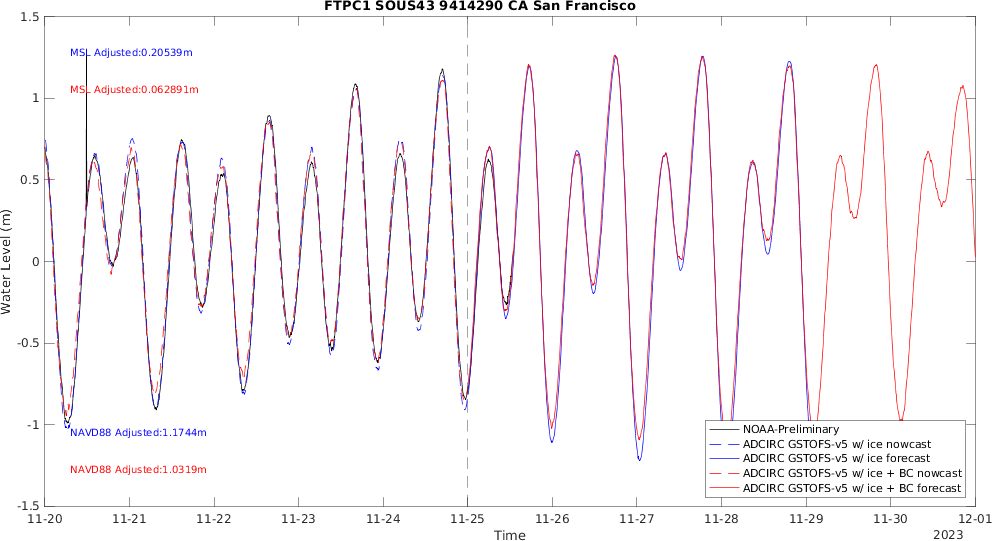 FTPC1 SOUS43 9414290 CA San Francisco
1.5
MSL Adjusted:0.20539m
1
MSL Adjusted:0.062891m
0.5
Water Level (m)
0
-0.5
-1
NAVD88 Adjusted:1.1744m
NAVD88 Adjusted:1.0319m
-1.5
NOAA-Preliminary
ADCIRC GSTOFS-v5 w/ ice nowcast
ADCIRC GSTOFS-v5 w/ ice forecast
ADCIRC GSTOFS-v5 w/ ice + BC nowcast
ADCIRC GSTOFS-v5 w/ ice + BC forecast
11-20 11-21 11-22 11-23 11-24 11-25 11-26 11-27 11-28 11-29 11-30 12-01
Time
2023